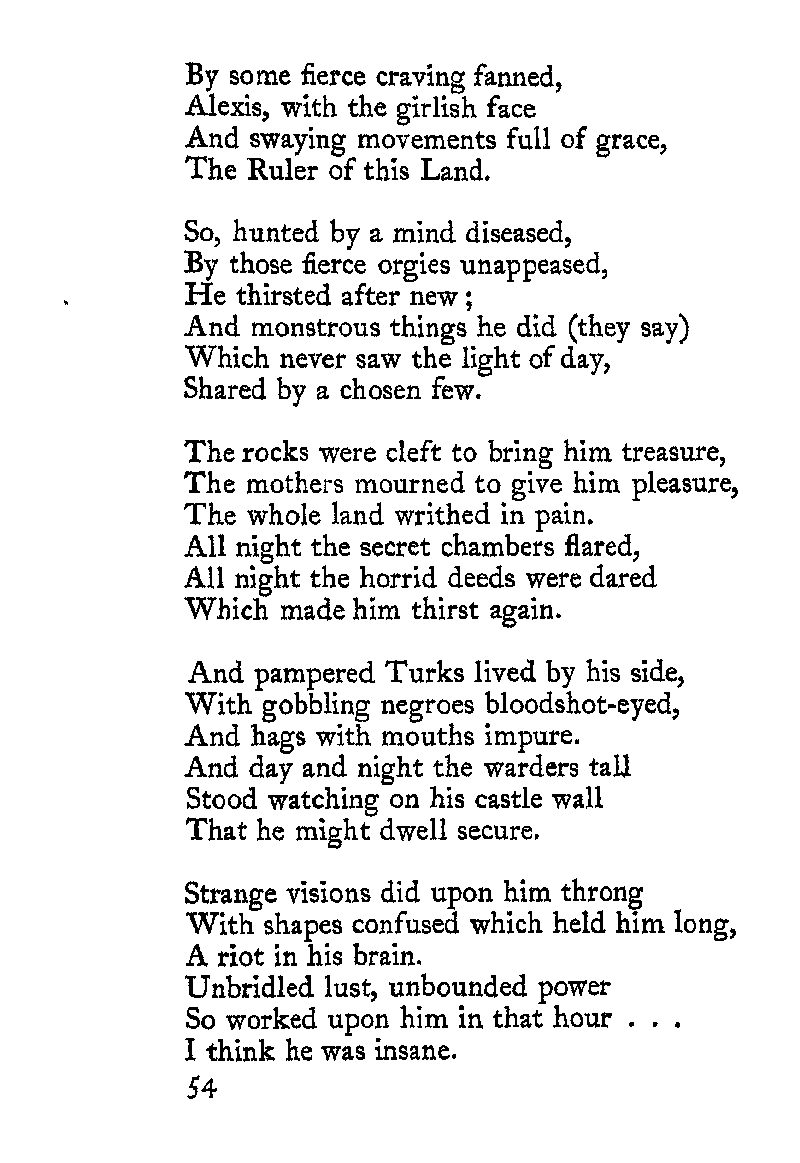 By some fierce craving fanned,
Alexis, with the girlish face
And swaying movements full of grace,
The Ruler of this Land.

So, hunted by a mind diseased,
By those fierce orgies unappeased,
He thirsted after new ;
And monstrous things he did (they say)
Which never saw the light of day,
Shared by a chosen few.

The rocks were cleft to bring him treasure,
The mothers mourned to give him pleasure,
The whole land writhed in pain.
All night the secret chambers flared,
All night the horrid deeds were dared
Which made him thirst again.

And pampered Turks lived by his side,
With gobbling negroes bloodshot-eyed,
And hags with mouths impure.
And day and night the warders tall
Stood watching on his castle wall
That he might dwell secure.

Strange visions did upon him throng
With shapes confused which held him long,
A riot in his brain.
Unbridled lust, unbounded power
So worked upon him in that hour . . .
I think he was insane.
54